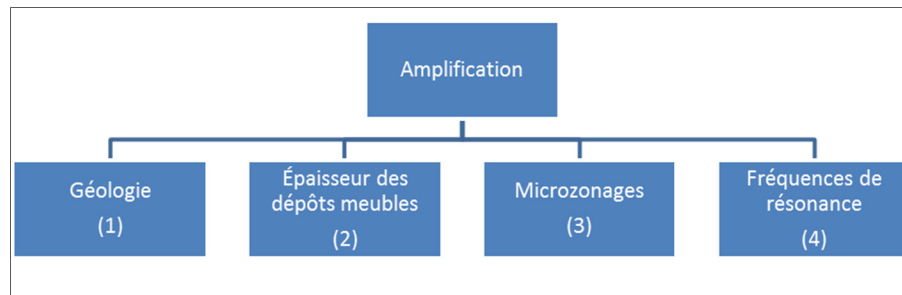 Amplification
Géologie
(1)
Épaisseur des
dépôts meubles
(2)
Microzonages
(3)
Fréquences de
résonance
(4)